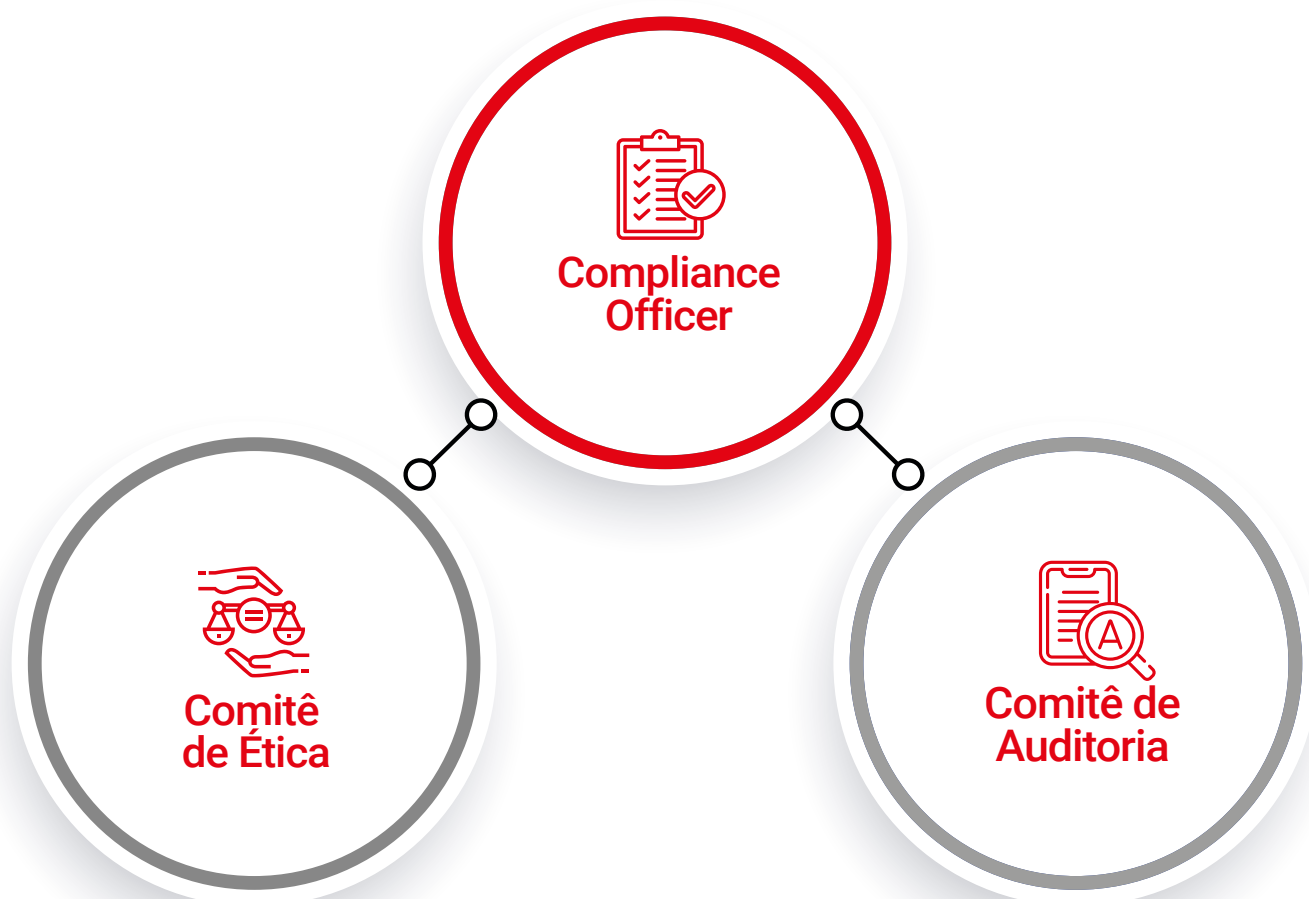 Compliance
Officer
Comitê
de Ética
Comitê de
Auditoria
A